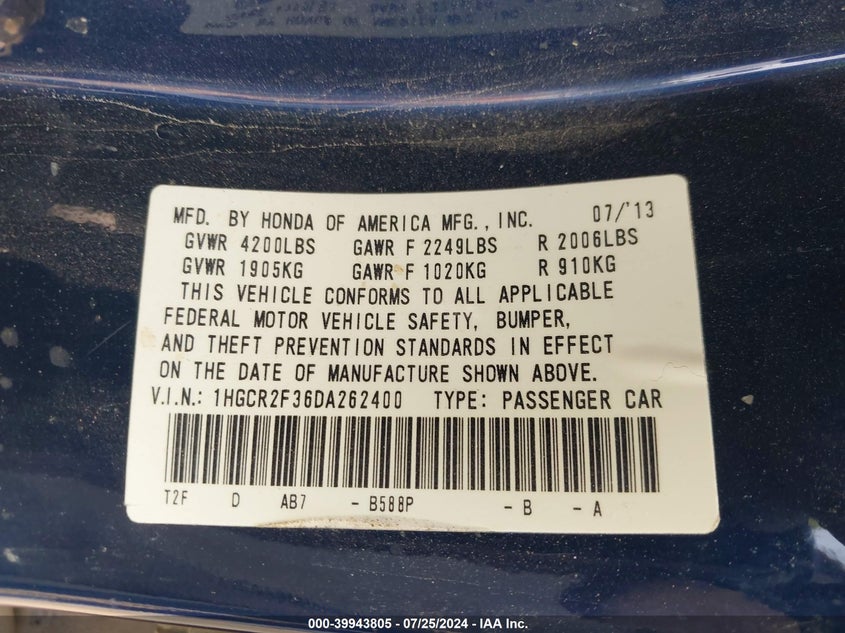 MFD. BY HONDA OF AMERICA MFG., INC. 07/'13
GVWR 4200LBS GAWR F 2249LBS R 2006LBS
GVWR 1905KG GAWR F 1020KG R 910KG
THIS VEHICLE CONFORMS TO ALL APPLICABLE
FEDERAL MOTOR VEHICLE SAFETY, BUMPER,
AND THEFT PREVENTION STANDARDS IN EFFECT
ON THE DATE OF MANUFACTURE SHOWN ABOVE.
V.I.N.: 1HGCR2F36DA262400 TYPE: PASSENGER CAR
T2F D AB7 - B588P - B - A
000-39943805 / 07/25/2024 - IAA Inc.